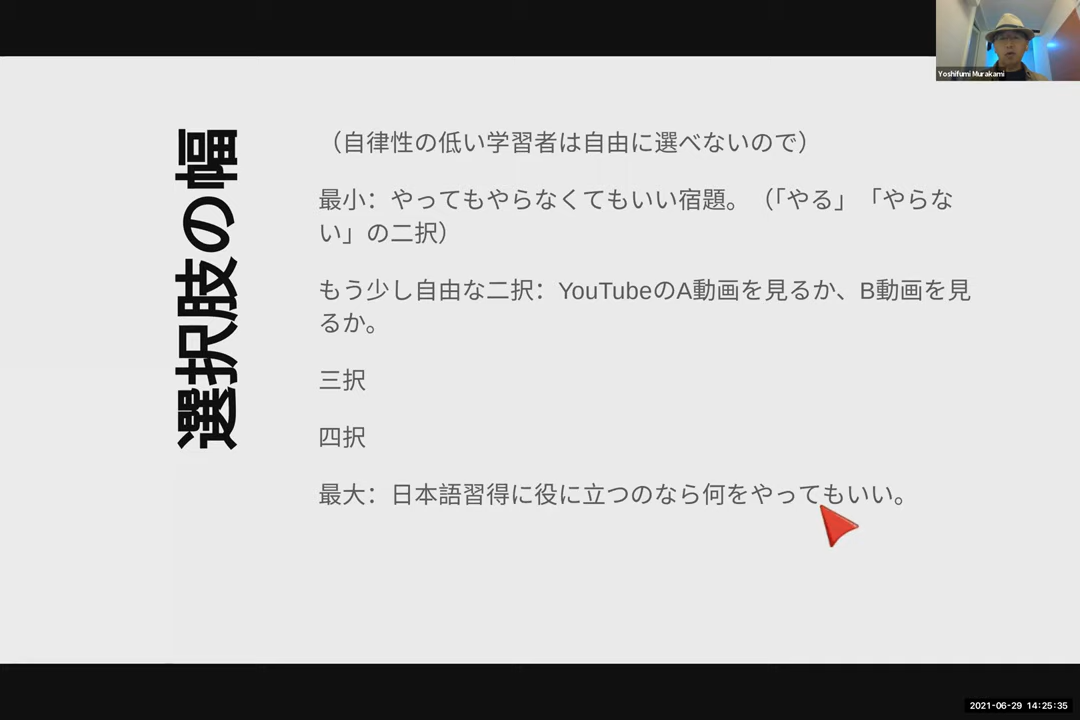 選択肢の幅
（自律性の低い学習者は自由に選べないので）
最小：やってもやらなくてもいい宿題。（「やる」「やらな
い」の二択）
もう少し自由な二択：YouTubeのA動画を見るか、B動画を見
るか。
三択
四択
最大：日本語習得に役に立つのなら何をやってもいい。
Yoshifumi Murakami
2021-06-29 14:25:35